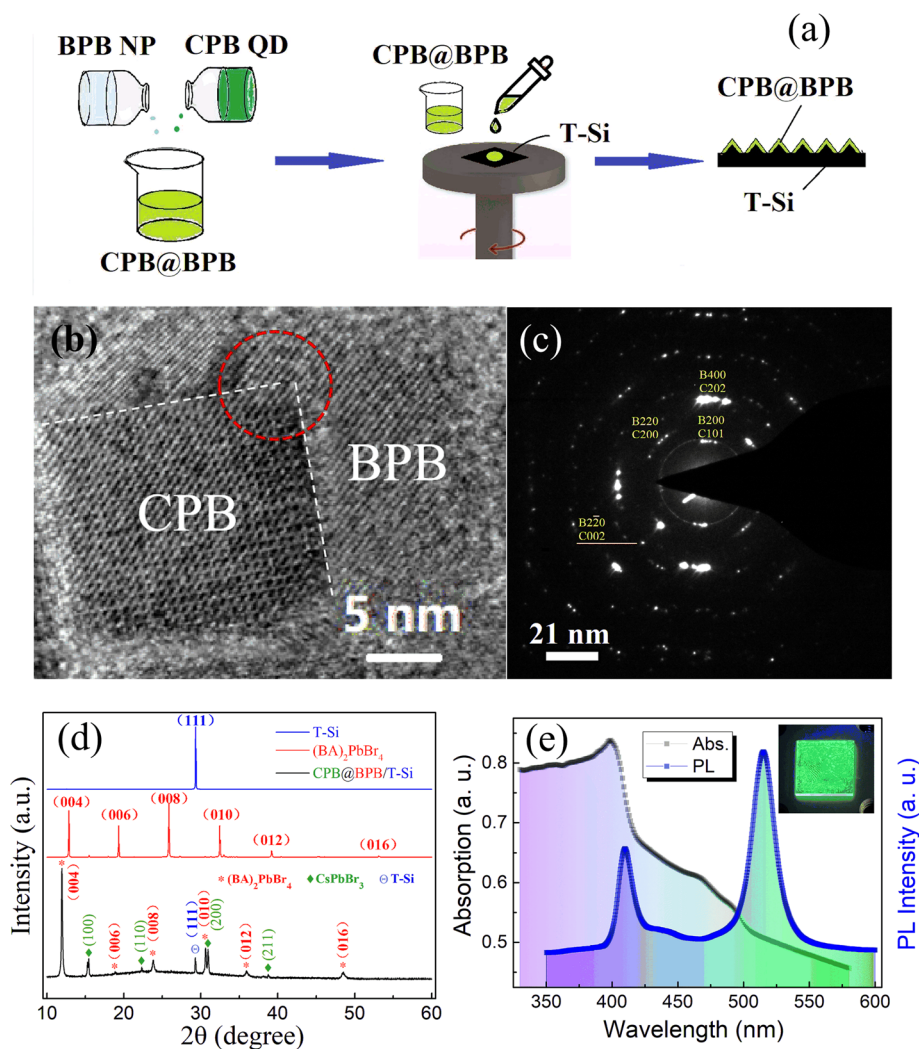 (a)
BPB NP
CPB QD
CPB@BPB
CPB@BPB
T-Si
CPB@BPB
T-Si
(b)
CPB
BPB
5 nm
(c)
B400
C202
B220
C200
B200
C101
B2̅20
C002
21 nm
(d)
(111)
T-Si
(BA)₂PbBr₄
CPB@BPB/T-Si
(004)
(006)
(008)
(010)
(012)
(016)
*(BA)₂PbBr₄
♦CsPbBr₃
⊖T-Si
*
(004)
♦(100)
*(006)
♦(110)
*(008)
⊖(111)
*(010)
♦(200)
*(012)
♦(211)
*(016)
Intensity (a.u.)
10 20 30 40 50 60
2θ (degree)
(e)
Abs.
PL
Absorption (a. u.)
0.8
0.7
0.6
0.5
PL Intensity (a. u.)
350 400 450 500 550 600
Wavelength (nm)